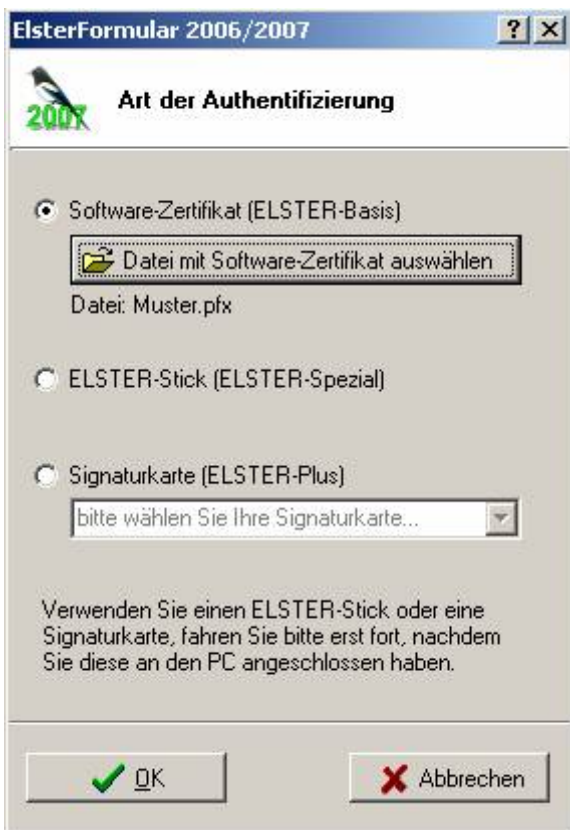 ElsterFormular 2006/2007
2007
Art der Authentifizierung
Software-Zertifikat (ELSTER-Basis)
Datei mit Software-Zertifikat auswählen
Datei: Muster.pfx
ELSTER-Stick (ELSTER-Spezial)
Signaturkarte (ELSTER-Plus)
bitte wählen Sie Ihre Signaturkarte...
Verwenden Sie einen ELSTER-Stick oder eine
Signaturkarte, fahren Sie bitte erst fort, nachdem
Sie diese an den PC angeschlossen haben.
OK
Abbrechen